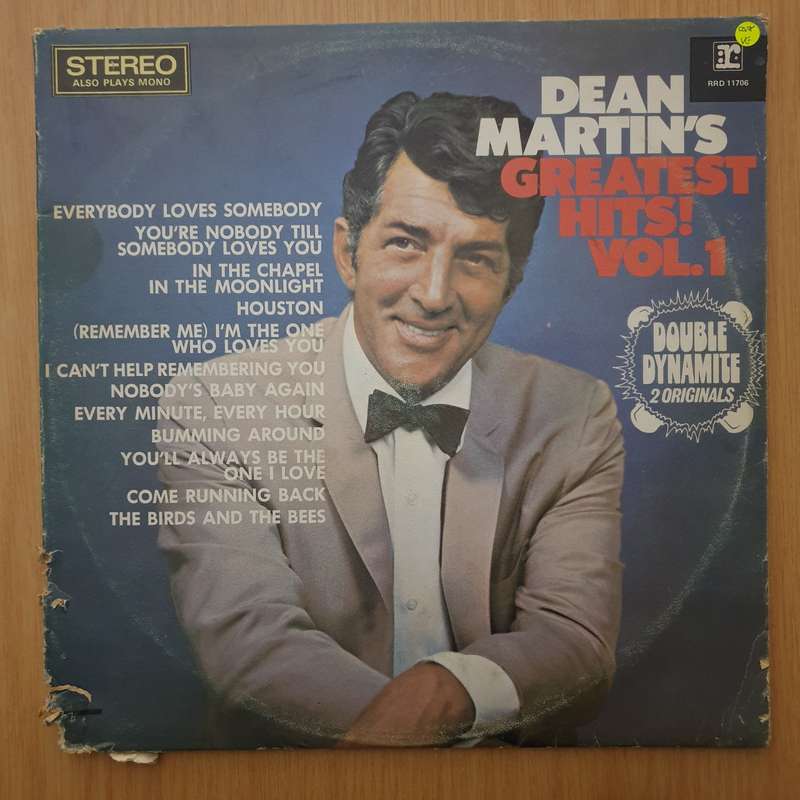 STEREO
ALSO PLAYS MONO
r
RRD 11706
DEAN
MARTIN'S
GREATEST
HITS!
VOL.1
EVERYBODY LOVES SOMEBODY
YOU'RE NOBODY TILL
SOMEBODY LOVES YOU
IN THE CHAPEL
IN THE MOONLIGHT
HOUSTON
(REMEMBER ME) I'M THE ONE
WHO LOVES YOU
I CAN'T HELP REMEMBERING YOU
NOBODY'S BABY AGAIN
EVERY MINUTE, EVERY HOUR
BUMMING AROUND
YOU'LL ALWAYS BE THE
ONE I LOVE
COME RUNNING BACK
THE BIRDS AND THE BEES
DOUBLE
DYNAMITE
2 ORIGINALS